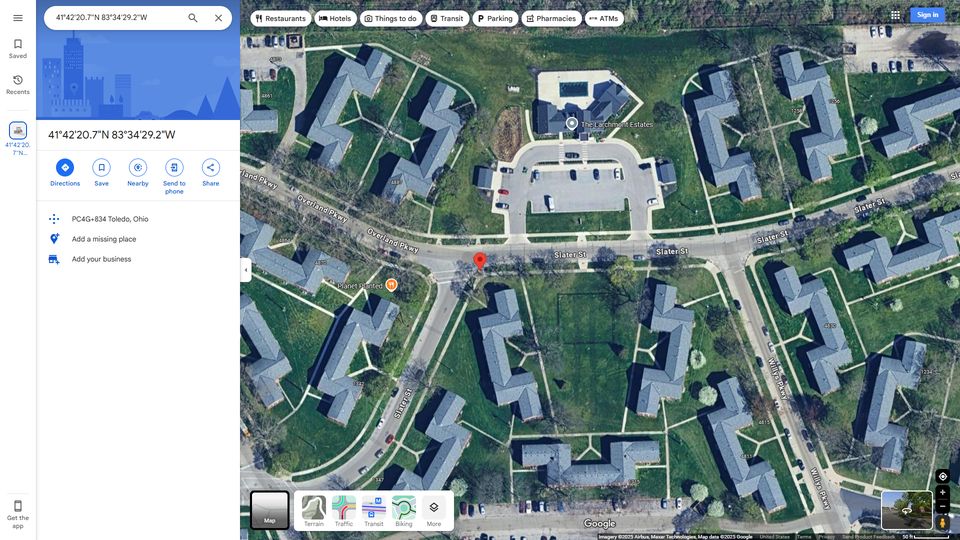 41°42'20.7"N 83°34'29.2"W
Restaurants
Hotels
Things to do
Transit
Parking
Pharmacies
ATMs
Sign in
Saved
Recents
41°42'20.
7"N...
41°42'20.7"N 83°34'29.2"W
Directions
Save
Nearby
Send to
phone
Share
PC4G+834 Toledo, Ohio
Add a missing place
Add your business
Get the
app
The Larchmont Estates
Overland Pkwy
Overland Pkwy
Slater St
Slater St
Slater St
Slater St
Planet Planted
Slater St
Willys Pkwy
Willys Pkwy
Map
Terrain
Traffic
Transit
Biking
More
Google
Imagery ©2025 Airbus, Maxar Technologies, Map data ©2025 Google
United States
Terms
Privacy
Send Product Feedback
50 ft